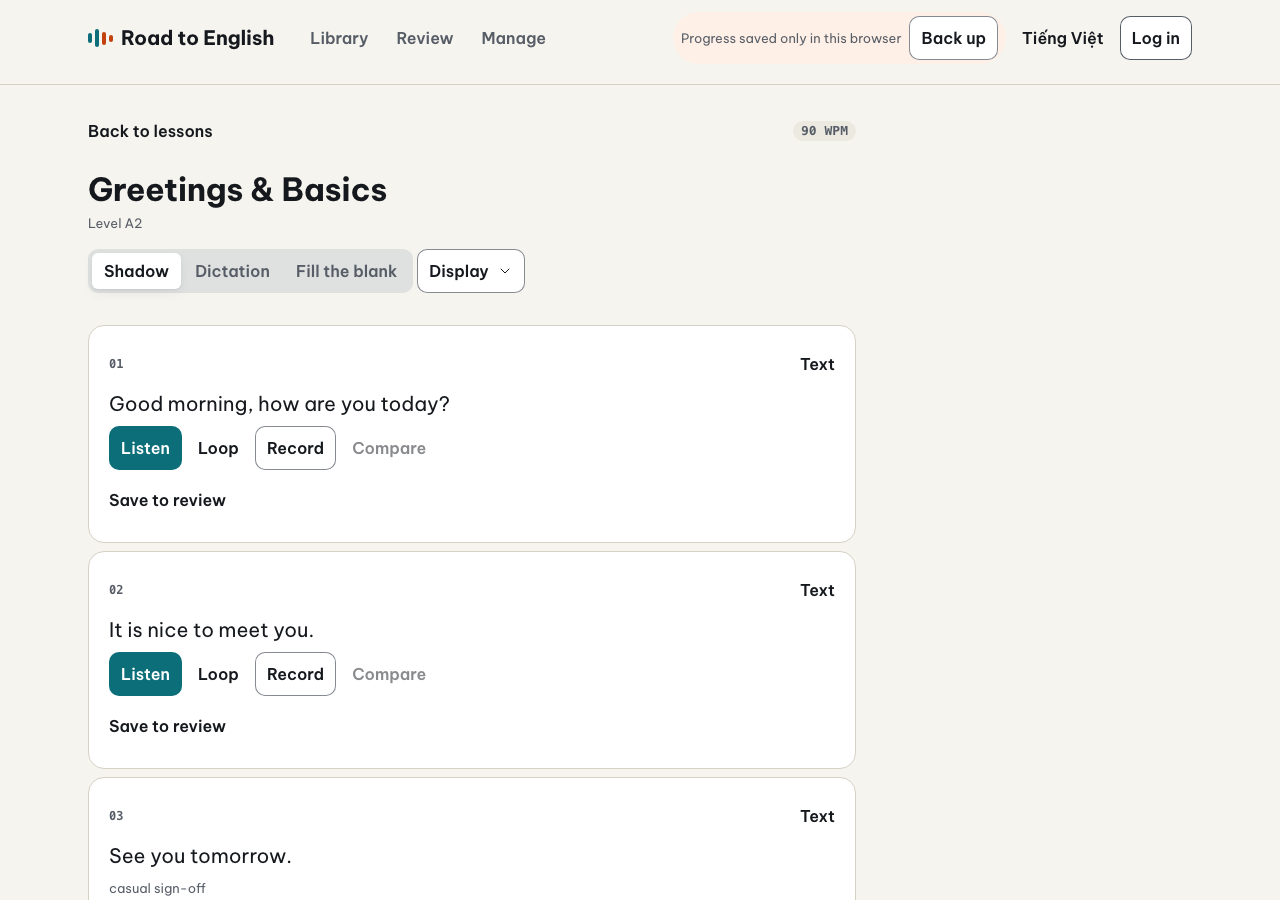 Road to English
Library
Review
Manage
Progress saved only in this browser
Back up
Tiếng Việt
Log in
Back to lessons
90 WPM
Greetings & Basics
Level A2
Shadow
Dictation
Fill the blank
Display
01
Text
Good morning, how are you today?
Listen
Loop
Record
Compare
Save to review
02
Text
It is nice to meet you.
Listen
Loop
Record
Compare
Save to review
03
Text
See you tomorrow.
casual sign-off